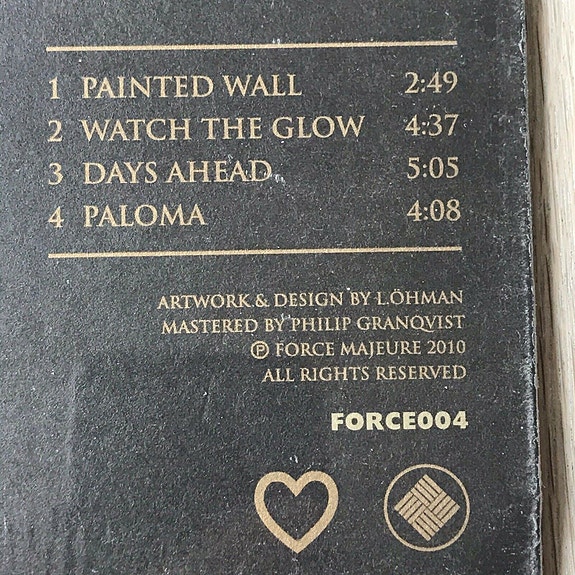 1 PAINTED WALL 2:49
2 WATCH THE GLOW 4:37
3 DAYS AHEAD 5:05
4 PALOMA 4:08
ARTWORK & DESIGN BY L.ÖHMAN
MASTERED BY PHILIP GRANQVIST
℗ FORCE MAJEURE 2010
ALL RIGHTS RESERVED
FORCE004